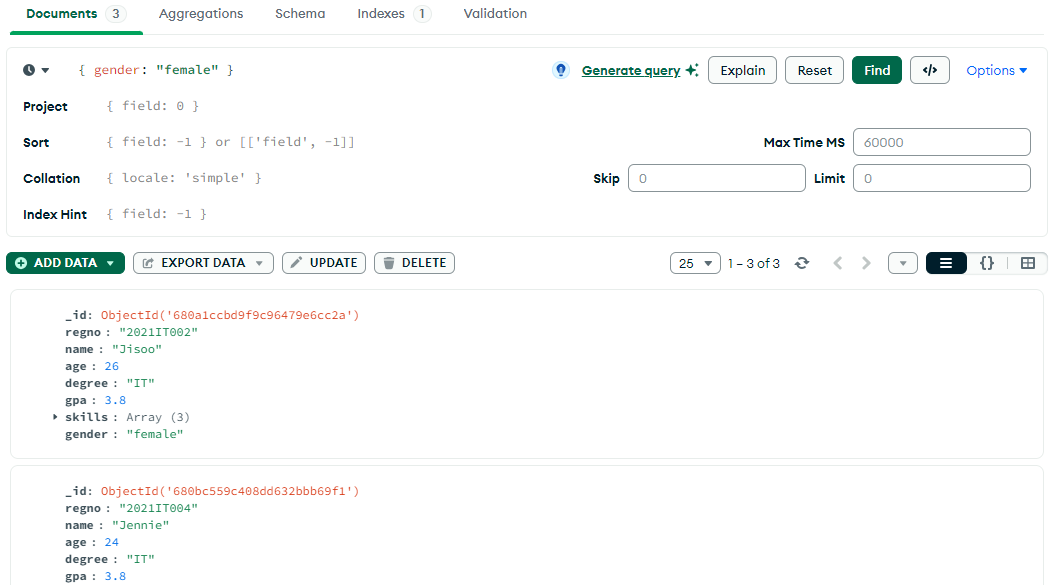 Documents 3 Aggregations Schema Indexes 1 Validation
{ gender: "female" } Generate query Explain Reset Find </> Options
Project { field: 0 }
Sort { field: -1 } or [['field', -1]] Max Time MS 60000
Collation { locale: 'simple' } Skip 0 Limit 0
Index Hint { field: -1 }
ADD DATA EXPORT DATA UPDATE DELETE 25 1 – 3 of 3 {}
_id: ObjectId('680a1ccbd9f9c96479e6cc2a')
regno : "2021IT002"
name : "Jisoo"
age : 26
degree : "IT"
gpa : 3.8
skills : Array (3)
gender : "female"
_id: ObjectId('680bc559c408dd632bbb69f1')
regno : "2021IT004"
name : "Jennie"
age : 24
degree : "IT"
gpa : 3.8